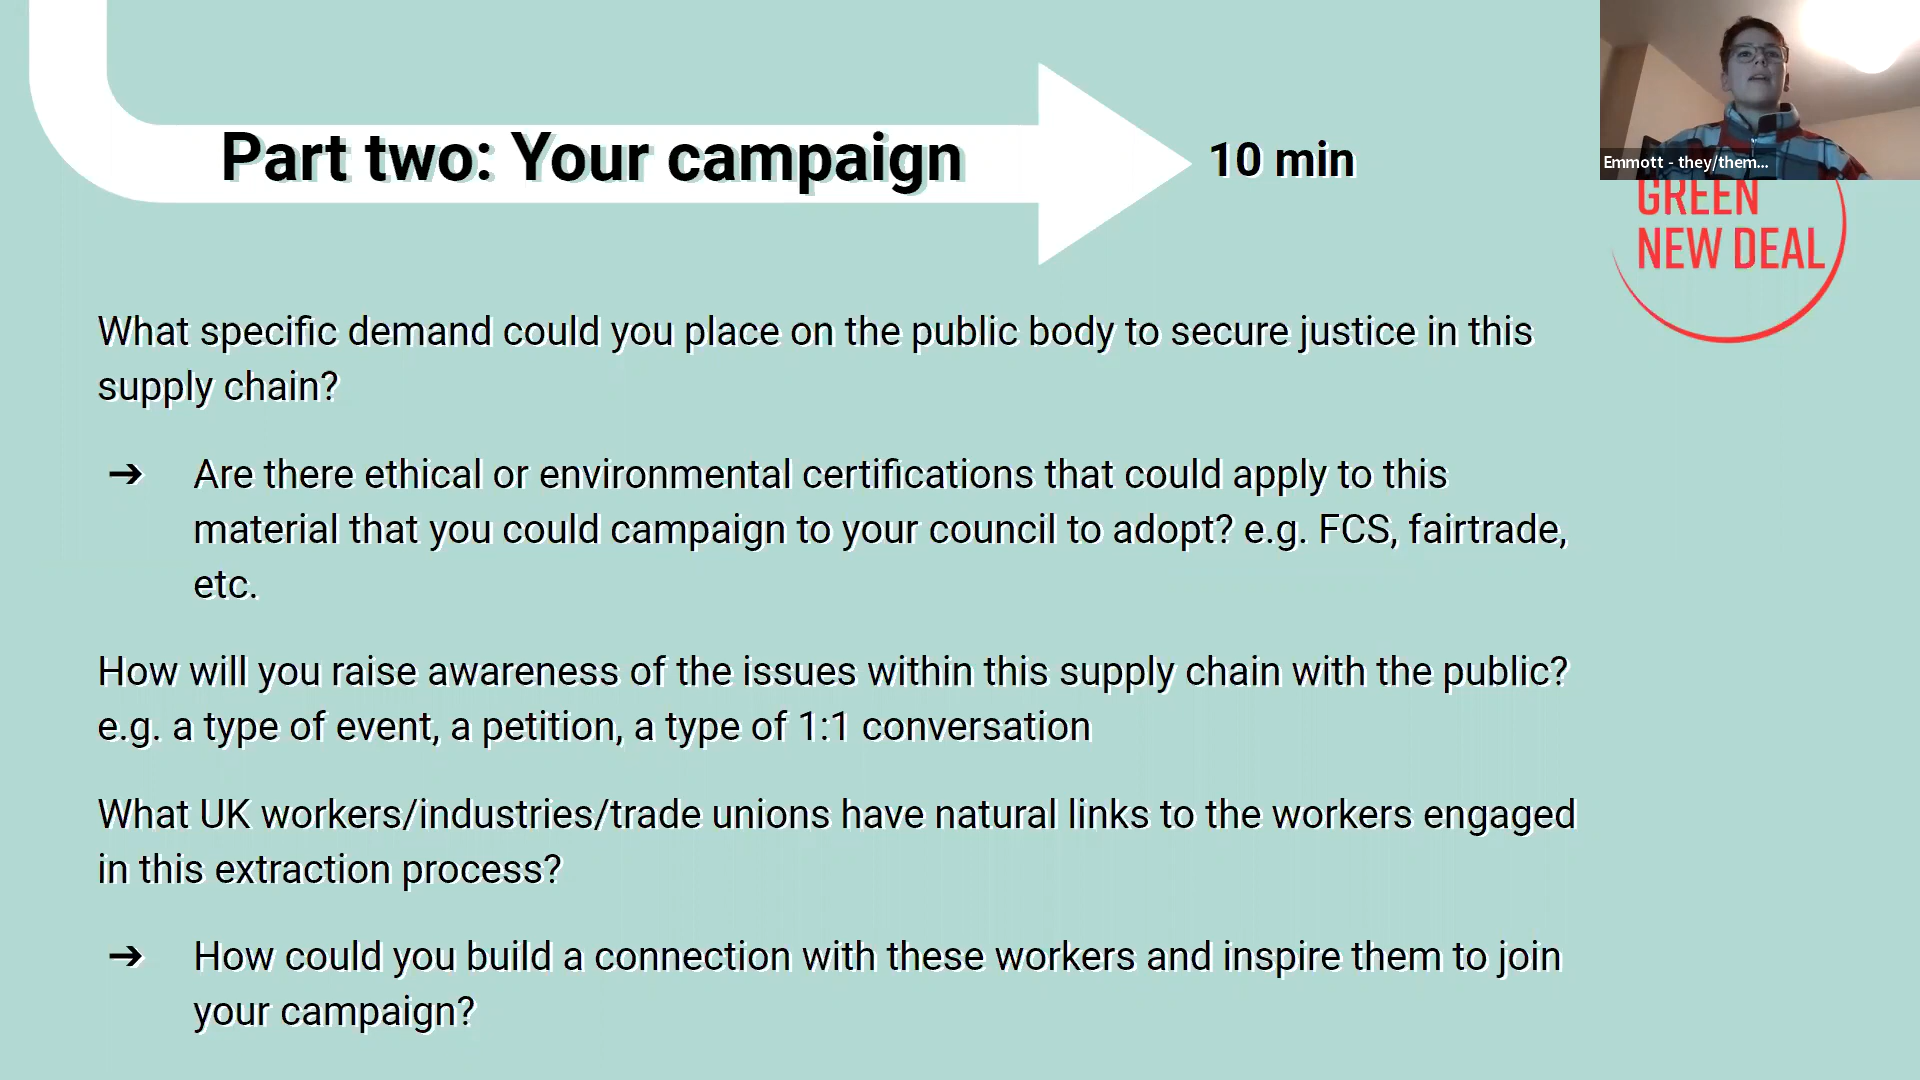 Part two: Your campaign
10 min
Emmott - they/them...
GREEN
NEW DEAL
What specific demand could you place on the public body to secure justice in this
supply chain?
➔ Are there ethical or environmental certifications that could apply to this
material that you could campaign to your council to adopt? e.g. FCS, fairtrade,
etc.
How will you raise awareness of the issues within this supply chain with the public?
e.g. a type of event, a petition, a type of 1:1 conversation
What UK workers/industries/trade unions have natural links to the workers engaged
in this extraction process?
➔ How could you build a connection with these workers and inspire them to join
your campaign?